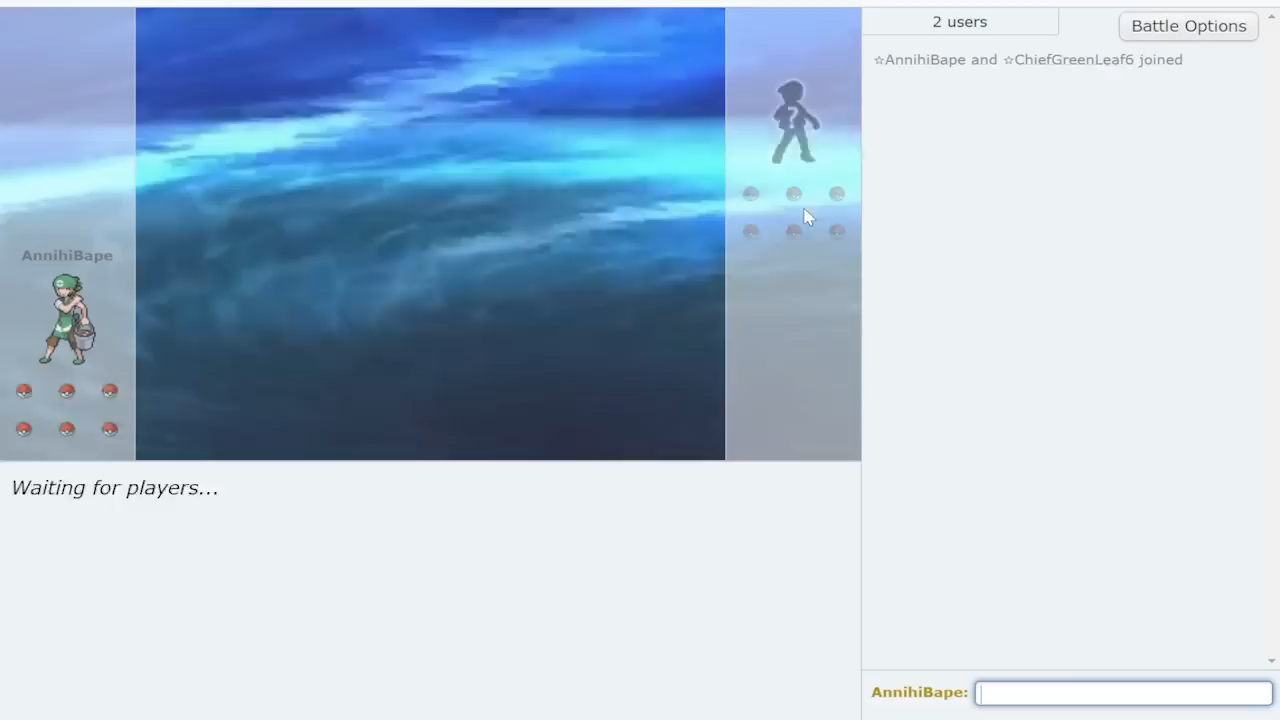 2 users
Battle Options
☆AnnihiBape and ☆ChiefGreenLeaf6 joined
?
AnnihiBape
Waiting for players...
AnnihiBape: